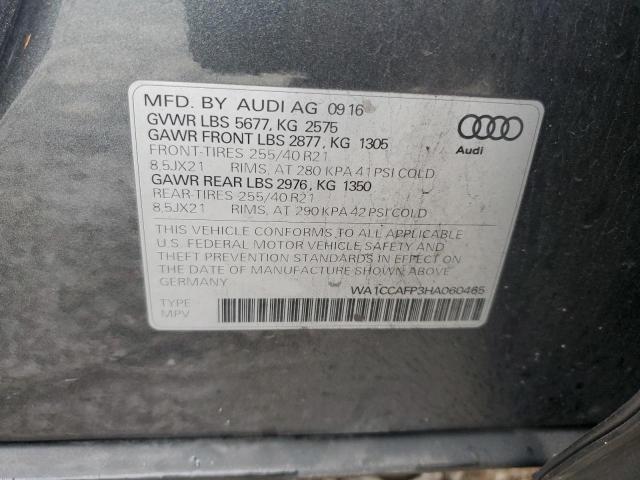 MFD. BY AUDI AG 09 16
GVWR LBS 5677, KG 2575
GAWR FRONT LBS 2877, KG 1305
FRONT-TIRES 255/40 R21
8,5JX21 RIMS, AT 280 KPA 41 PSI COLD
GAWR REAR LBS 2976, KG 1350
REAR-TIRES 255/40 R21
8,5JX21 RIMS, AT 290 KPA 42 PSI COLD
Audi
THIS VEHICLE CONFORMS TO ALL APPLICABLE
U.S. FEDERAL MOTOR VEHICLE SAFETY AND
THEFT PREVENTION STANDARDS IN EFFECT ON
THE DATE OF MANUFACTURE SHOWN ABOVE.
GERMANY
WA1CCAFP3HA060465
TYPE
MPV